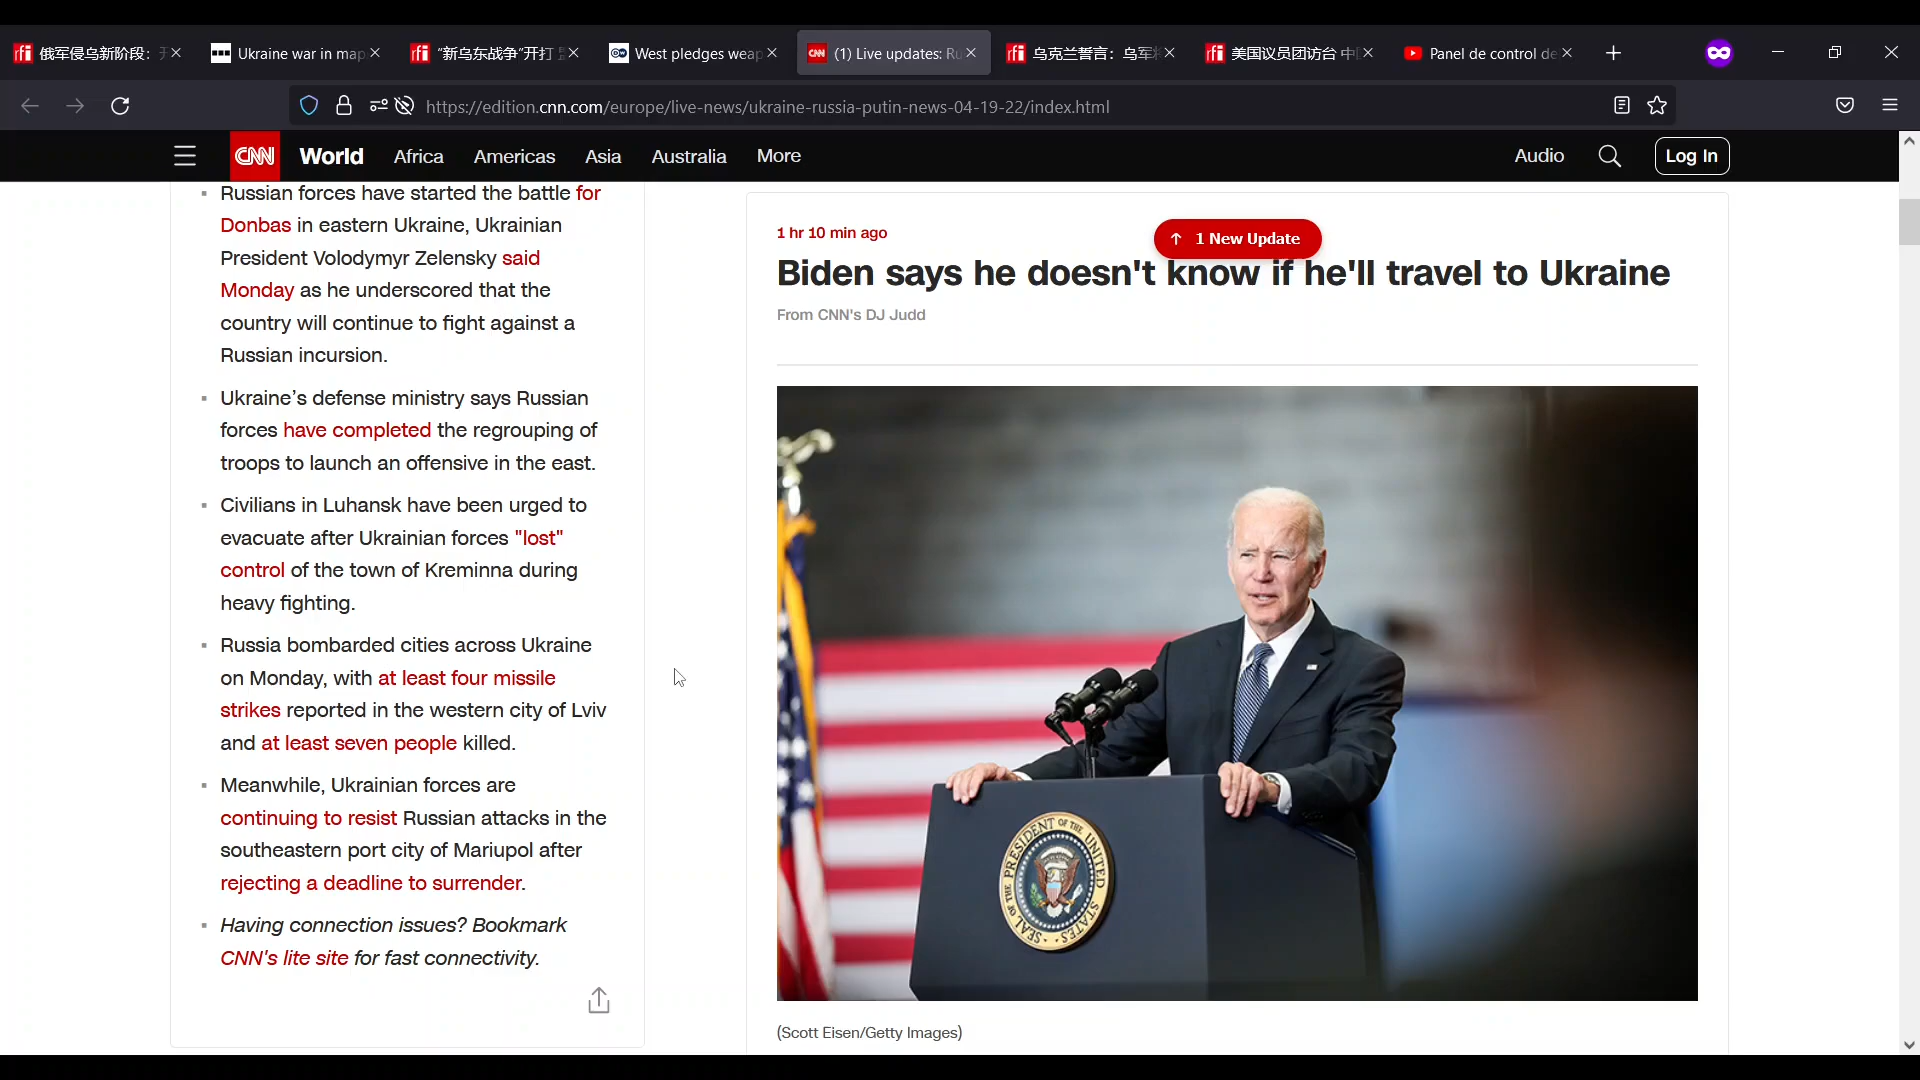 俄军侵乌新阶段：
Ukraine war in map
“新乌东战争”开打
West pledges weap
(1) Live updates: Ru
乌克兰誓言：乌军将
美国议员团访台 中
Panel de control de
https://edition.cnn.com/europe/live-news/ukraine-russia-putin-news-04-19-22/index.html
CNN World Africa Americas Asia Australia More Audio Log In
Russian forces have started the battle for
Donbas in eastern Ukraine, Ukrainian
President Volodymyr Zelensky said
Monday as he underscored that the
country will continue to fight against a
Russian incursion.
Ukraine’s defense ministry says Russian
forces have completed the regrouping of
troops to launch an offensive in the east.
Civilians in Luhansk have been urged to
evacuate after Ukrainian forces "lost"
control of the town of Kreminna during
heavy fighting.
Russia bombarded cities across Ukraine
on Monday, with at least four missile
strikes reported in the western city of Lviv
and at least seven people killed.
Meanwhile, Ukrainian forces are
continuing to resist Russian attacks in the
southeastern port city of Mariupol after
rejecting a deadline to surrender.
Having connection issues? Bookmark
CNN's lite site for fast connectivity.
1 hr 10 min ago
1 New Update
Biden says he doesn't know if he'll travel to Ukraine
From CNN's DJ Judd
SEAL OF THE PRESIDENT OF THE UNITED STATES
(Scott Eisen/Getty Images)